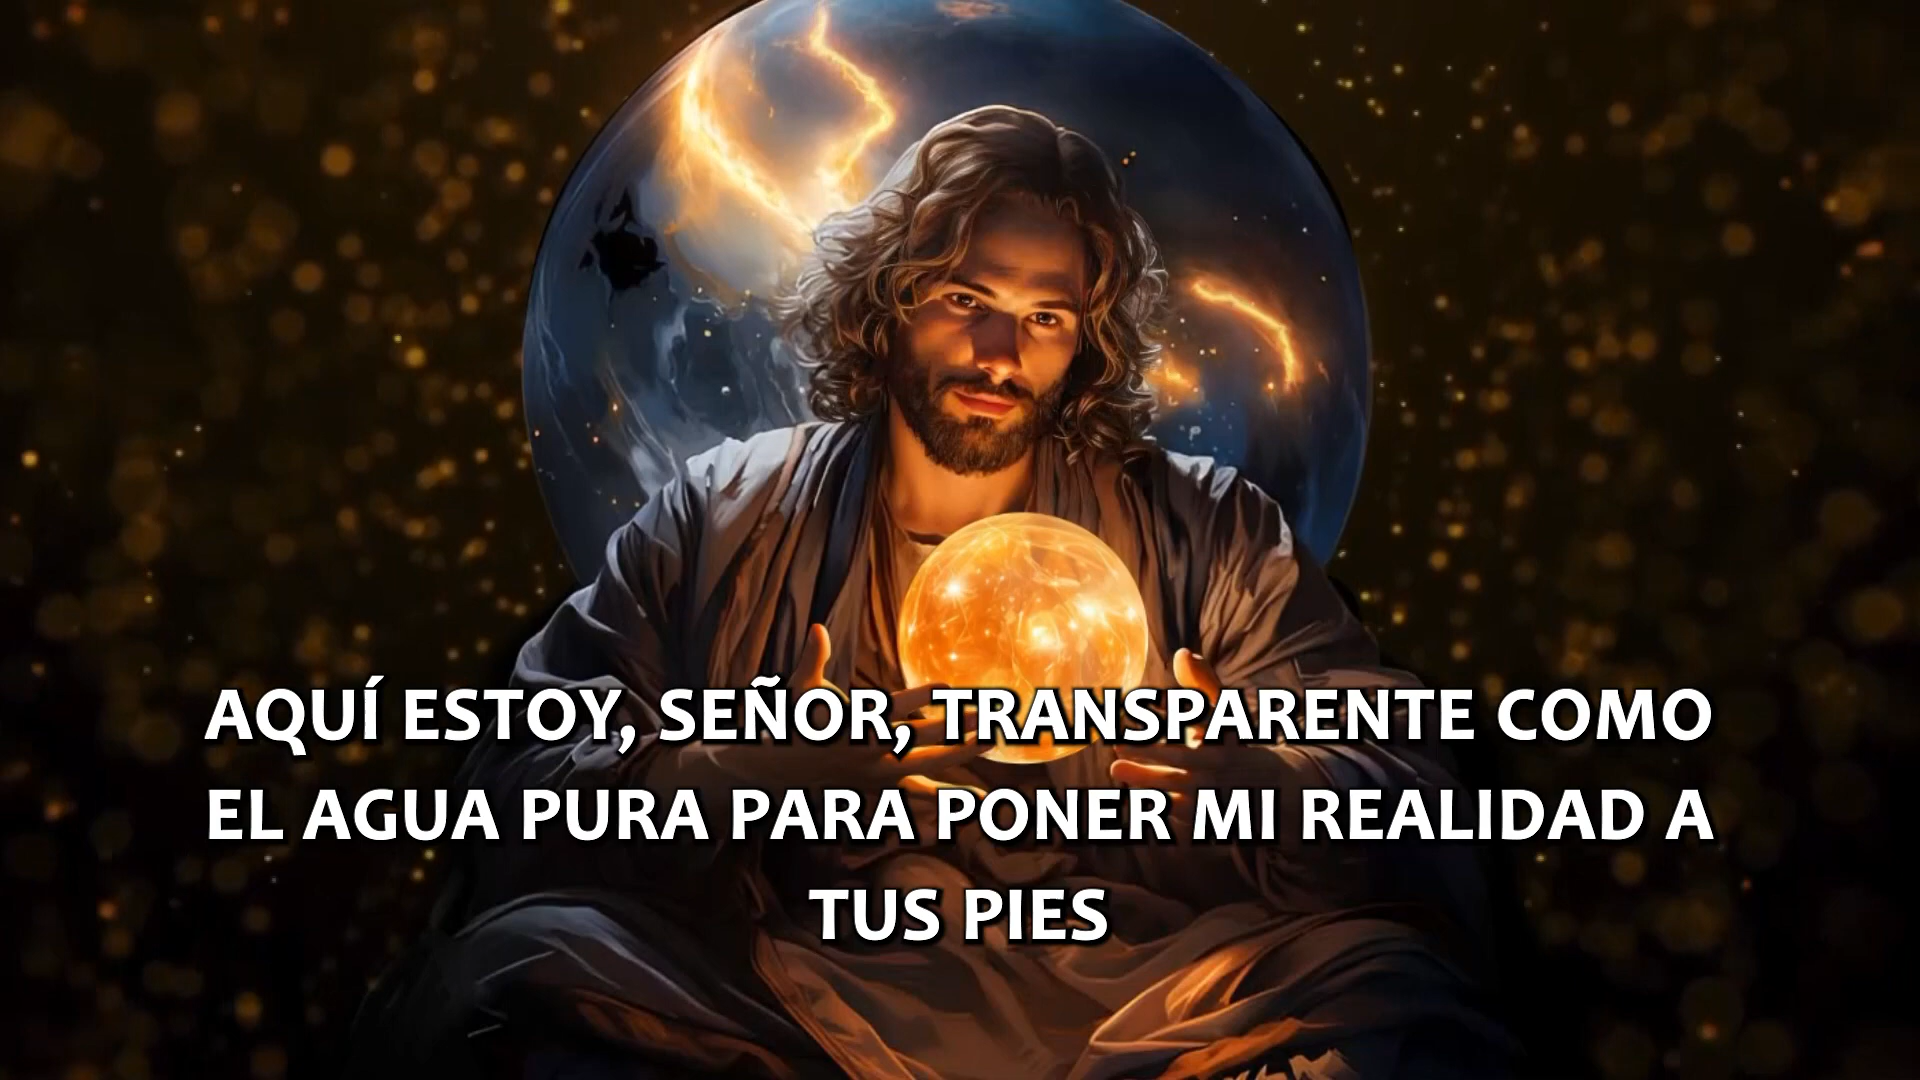 AQUÍ ESTOY, SEÑOR, TRANSPARENTE COMO
EL AGUA PURA PARA PONER MI REALIDAD A
TUS PIES